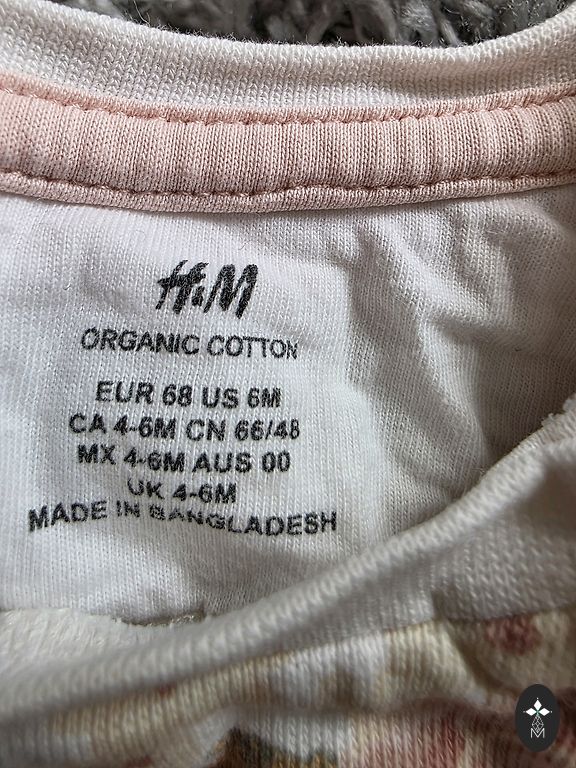 H&M
ORGANIC COTTON
EUR 68 US 6M
CA 4-6M CN 66/48
MX 4-6M AUS 00
UK 4-6M
MADE IN BANGLADESH
M